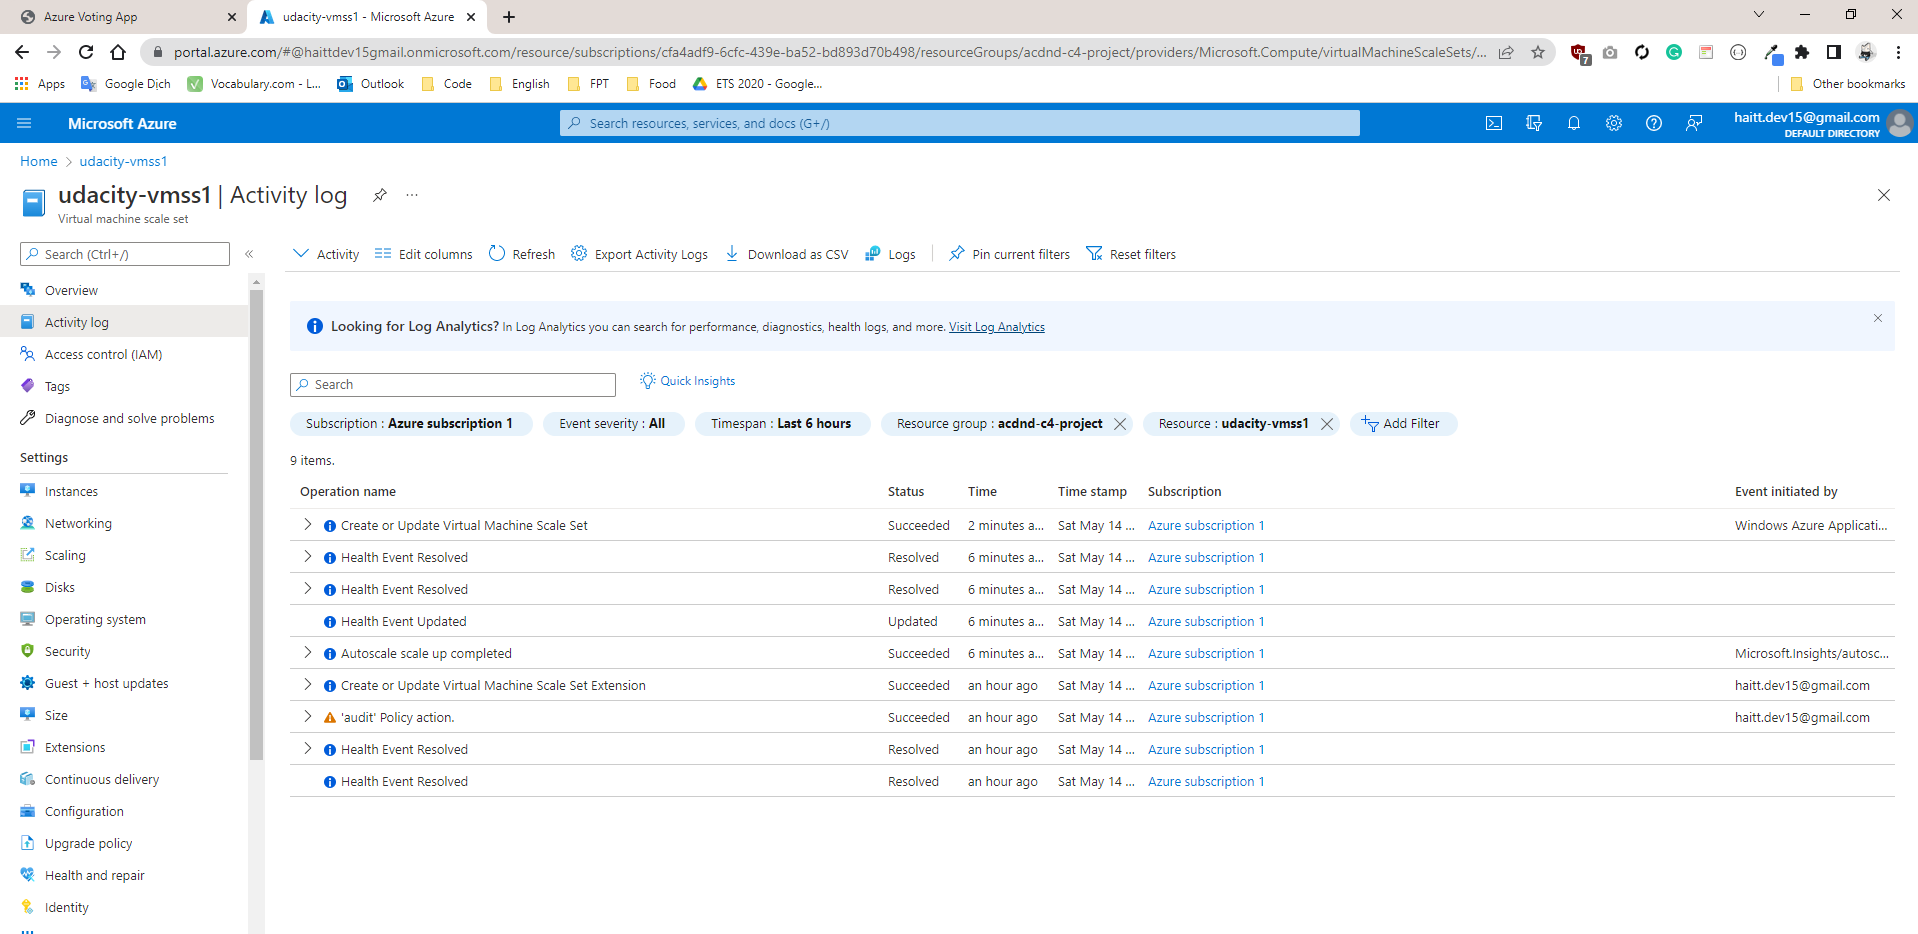 Azure Voting App
udacity-vmss1 - Microsoft Azure
portal.azure.com/#@haittdev15gmail.onmicrosoft.com/resource/subscriptions/cfa4adf9-6cfc-439e-ba52-bd893d70b498/resourceGroups/acdnd-c4-project/providers/Microsoft.Compute/virtualMachineScaleSets/...
7
Apps Google Dịch Vocabulary.com - L... Outlook Code English FPT Food ETS 2020 - Google... Other bookmarks
Microsoft Azure
Search resources, services, and docs (G+/)
haitt.dev15@gmail.com
DEFAULT DIRECTORY
Home > udacity-vmss1
udacity-vmss1 | Activity log
Virtual machine scale set
Search (Ctrl+/)
Overview
Activity log
Access control (IAM)
Tags
Diagnose and solve problems
Settings
Instances
Networking
Scaling
Disks
Operating system
Security
Guest + host updates
Size
Extensions
Continuous delivery
Configuration
Upgrade policy
Health and repair
Identity
Activity Edit columns Refresh Export Activity Logs Download as CSV Logs Pin current filters Reset filters
Looking for Log Analytics? In Log Analytics you can search for performance, diagnostics, health logs, and more. Visit Log Analytics
Search
Quick Insights
Subscription : Azure subscription 1 Event severity : All Timespan : Last 6 hours Resource group : acdnd-c4-project Resource : udacity-vmss1 Add Filter
9 items.
Operation name Status Time Time stamp Subscription Event initiated by
Create or Update Virtual Machine Scale Set Succeeded 2 minutes a... Sat May 14 ... Azure subscription 1 Windows Azure Applicati...
Health Event Resolved Resolved 6 minutes a... Sat May 14 ... Azure subscription 1
Health Event Resolved Resolved 6 minutes a... Sat May 14 ... Azure subscription 1
Health Event Updated Updated 6 minutes a... Sat May 14 ... Azure subscription 1
Autoscale scale up completed Succeeded 6 minutes a... Sat May 14 ... Azure subscription 1 Microsoft.Insights/autosc...
Create or Update Virtual Machine Scale Set Extension Succeeded an hour ago Sat May 14 ... Azure subscription 1 haitt.dev15@gmail.com
'audit' Policy action. Succeeded an hour ago Sat May 14 ... Azure subscription 1 haitt.dev15@gmail.com
Health Event Resolved Resolved an hour ago Sat May 14 ... Azure subscription 1
Health Event Resolved Resolved an hour ago Sat May 14 ... Azure subscription 1